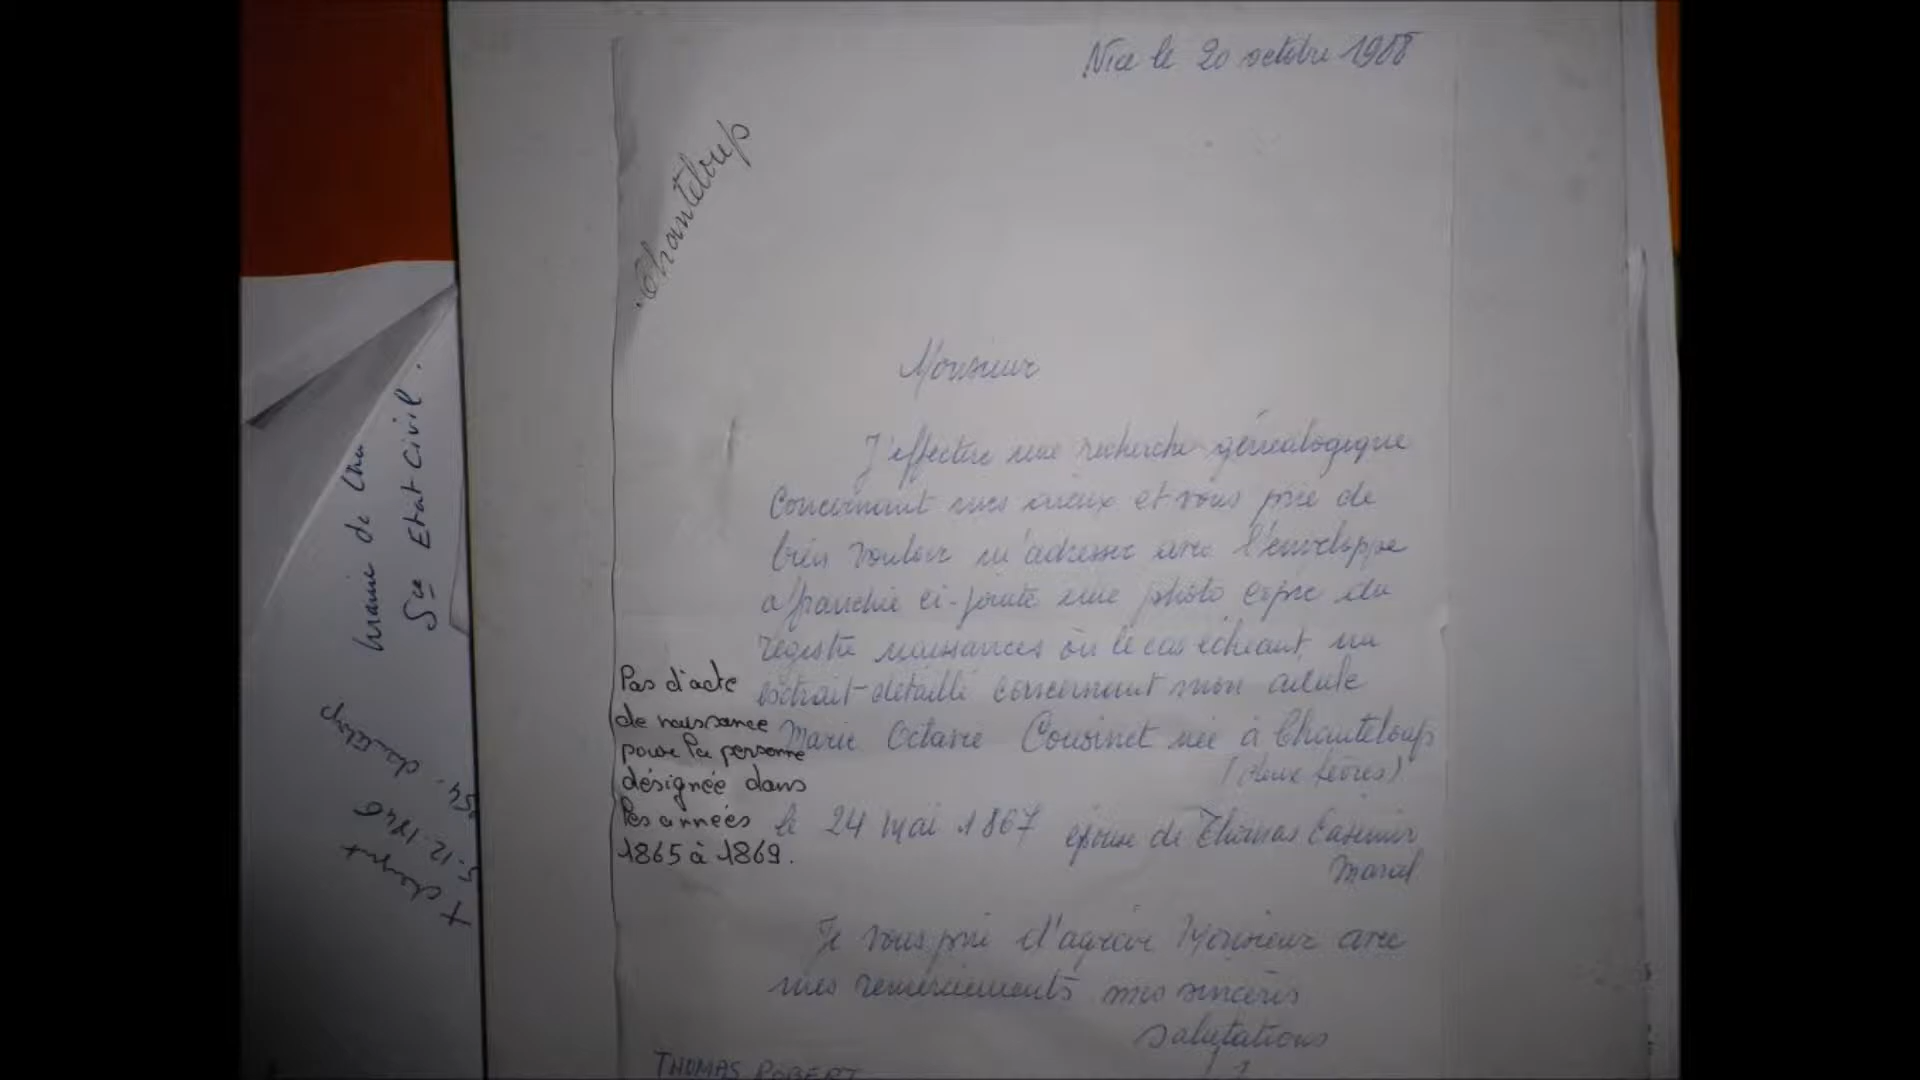 Nice le 20 octobre 1988
Chanteloup
Monsieur
J'effectue une recherche généalogique
concernant mes aieux et vous prie de
bien vouloir m'adresser avec l'enveloppe
affranchie ci-jointe une photo copie du
registre naissances ou le cas échéant un
extrait détaillé concernant mon aieule
Marie Octavie Cousinet née à Chanteloup
(deux sèvres)
le 24 Mai 1867 épouse de Thomas Casimir
Marcel
Pas d'acte
de naissance
pour la personne
désignée dans
les années
1865 à 1869.
Je vous prie d'agréer Monsieur avec
mes remerciements mes sincères
salutations
THOMAS ROBERT
Mairie de
Sce Etat Civil.
12.1846